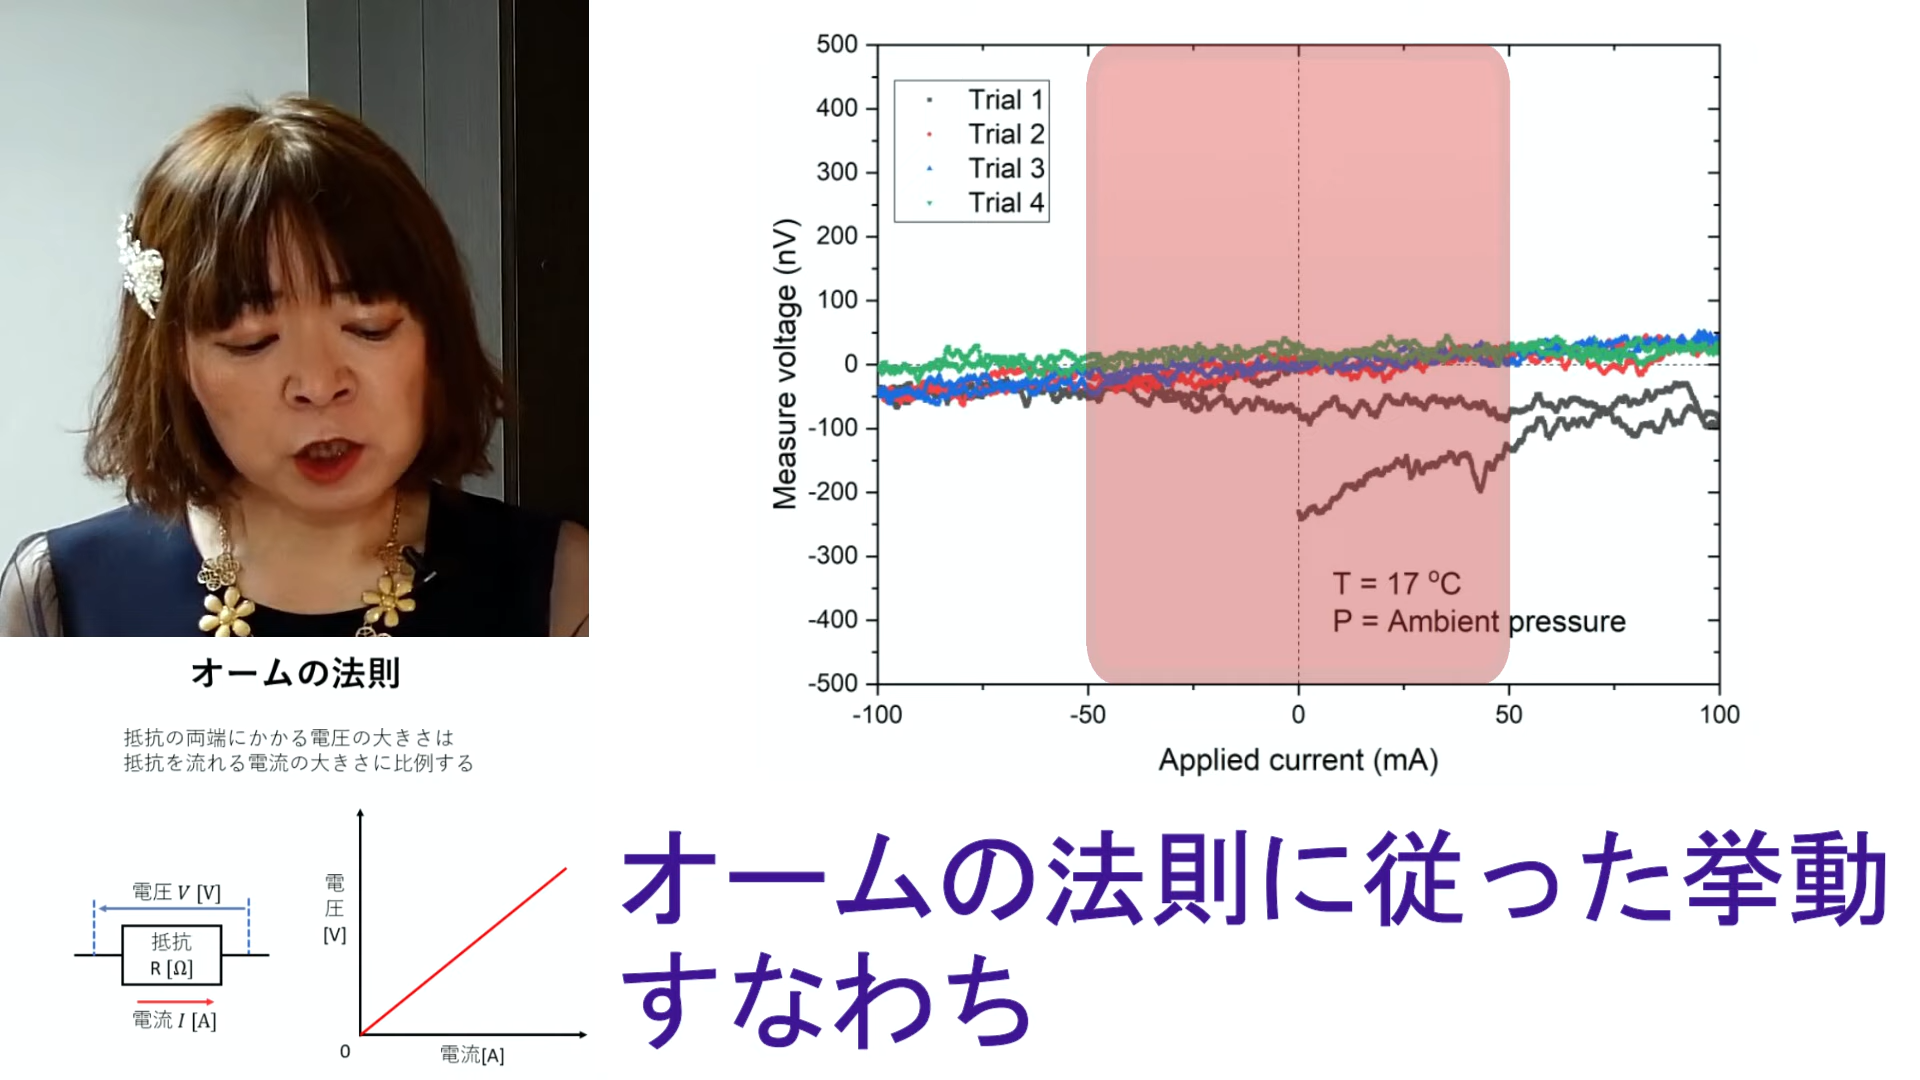 500
400
300
200
100
0
-100
-200
-300
-400
-500
Measure voltage (nV)
Trial 1
Trial 2
Trial 3
Trial 4
T = 17 ºC
P = Ambient pressure
-100 -50 0 50 100
Applied current (mA)
オームの法則
抵抗の両端にかかる電圧の大きさは
抵抗を流れる電流の大きさに比例する
電圧 V [V]
抵抗
R [Ω]
電流 I [A]
電圧[V]
0
電流[A]
オームの法則に従った挙動
すなわち